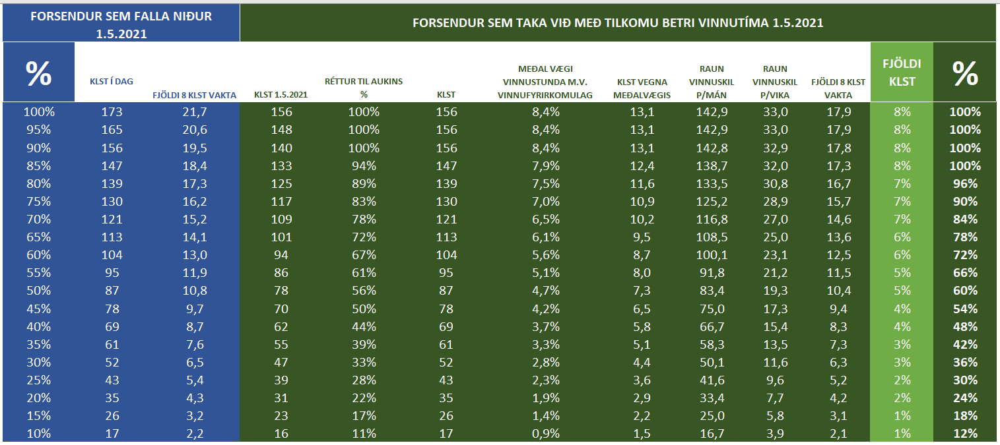 FORSENDUR SEM FALLA NIÐUR
1.5.2021
FORSENDUR SEM TAKA VIÐ MEÐ TILKOMU BETRI VINNUTÍMA 1.5.2021
% KLST Í DAG FJÖLDI 8 KLST VAKTA KLST 1.5.2021 RÉTTUR TIL AUKINS % KLST MEÐAL VÆGI VINNUSTUNDA M.V. VINNUFYRIRKOMULAG KLST VEGNA MEÐALVÆGIS RAUN VINNUSKIL P/MÁN RAUN VINNUSKIL P/VIKA FJÖLDI 8 KLST VAKTA FJÖLDI KLST %
100% 173 21,7 156 100% 156 8,4% 13,1 142,9 33,0 17,9 8% 100%
95% 165 20,6 148 100% 156 8,4% 13,1 142,9 33,0 17,9 8% 100%
90% 156 19,5 140 100% 156 8,4% 13,1 142,8 32,9 17,8 8% 100%
85% 147 18,4 133 94% 147 7,9% 12,4 138,7 32,0 17,3 8% 100%
80% 139 17,3 125 89% 139 7,5% 11,6 133,5 30,8 16,7 7% 96%
75% 130 16,2 117 83% 130 7,0% 10,9 125,2 28,9 15,7 7% 90%
70% 121 15,2 109 78% 121 6,5% 10,2 116,8 27,0 14,6 7% 84%
65% 113 14,1 101 72% 113 6,1% 9,5 108,5 25,0 13,6 6% 78%
60% 104 13,0 94 67% 104 5,6% 8,7 100,1 23,1 12,5 6% 72%
55% 95 11,9 86 61% 95 5,1% 8,0 91,8 21,2 11,5 5% 66%
50% 87 10,8 78 56% 87 4,7% 7,3 83,4 19,3 10,4 5% 60%
45% 78 9,7 70 50% 78 4,2% 6,5 75,0 17,3 9,4 4% 54%
40% 69 8,7 62 44% 69 3,7% 5,8 66,7 15,4 8,3 4% 48%
35% 61 7,6 55 39% 61 3,3% 5,1 58,3 13,5 7,3 3% 42%
30% 52 6,5 47 33% 52 2,8% 4,4 50,1 11,6 6,3 3% 36%
25% 43 5,4 39 28% 43 2,3% 3,6 41,6 9,6 5,2 2% 30%
20% 35 4,3 31 22% 35 1,9% 2,9 33,4 7,7 4,2 2% 24%
15% 26 3,2 23 17% 26 1,4% 2,2 25,0 5,8 3,1 1% 18%
10% 17 2,2 16 11% 17 0,9% 1,5 16,7 3,9 2,1 1% 12%